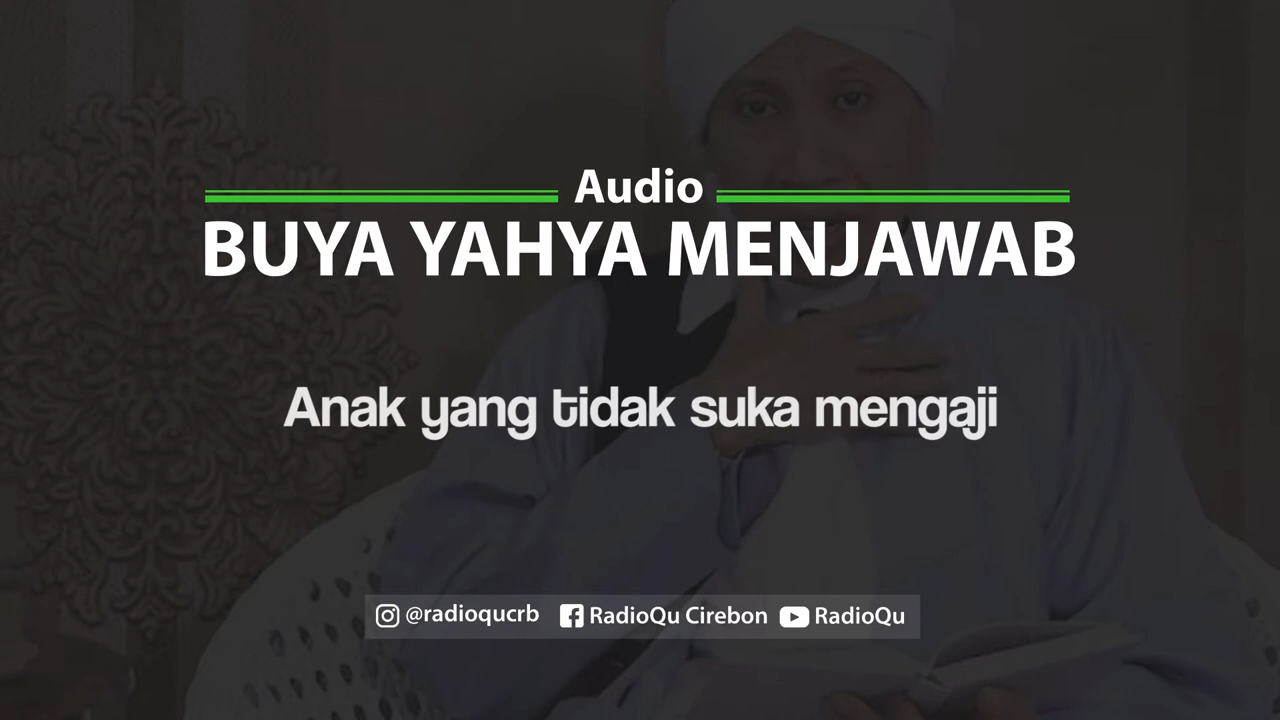 Audio
BUYA YAHYA MENJAWAB
Anak yang tidak suka mengaji
@radioqucrb RadioQu Cirebon RadioQu